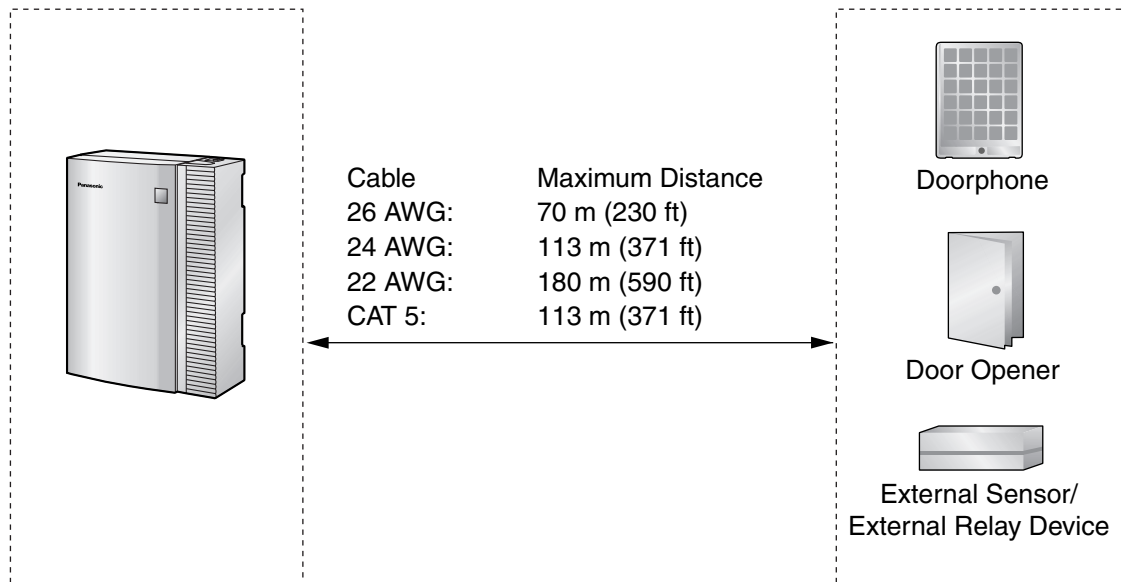 Panasonic
Cable Maximum Distance
26 AWG: 70 m (230 ft)
24 AWG: 113 m (371 ft)
22 AWG: 180 m (590 ft)
CAT 5: 113 m (371 ft)
Doorphone
Door Opener
External Sensor/
External Relay Device